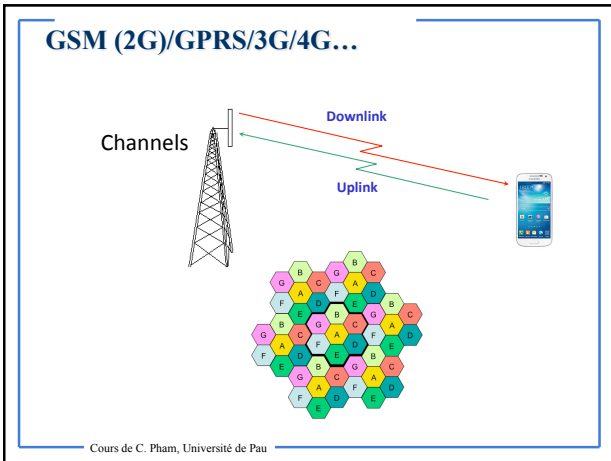 GSM (2G)/GPRS/3G/4G…
Downlink
Channels
Uplink
B
G C
B
G C A
A F D
F D E B
E B G C
B G C A
G C A F D
A F D E
F D E B
E B G C
G C A
A F D
F D E
E
Cours de C. Pham, Université de Pau